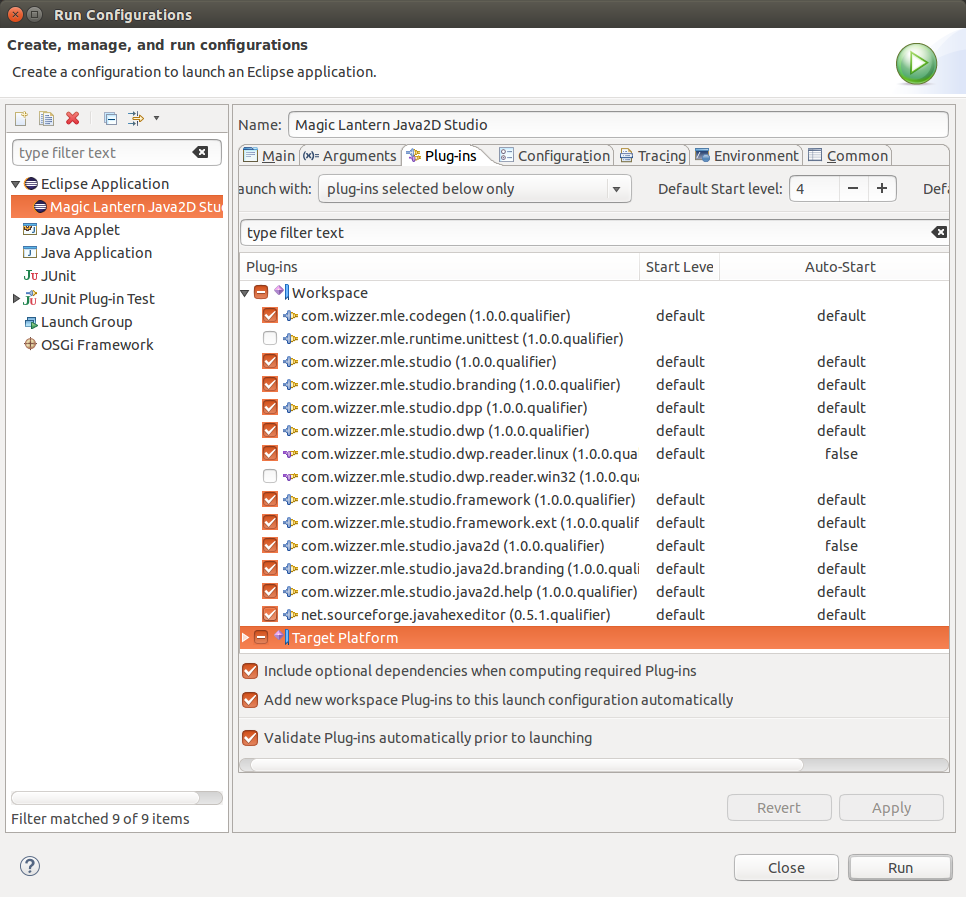 Run Configurations
Create, manage, and run configurations
Create a configuration to launch an Eclipse application.
type filter text
Eclipse Application
Magic Lantern Java2D Stu
Java Applet
Java Application
JUnit
JUnit Plug-in Test
Launch Group
OSGi Framework
Filter matched 9 of 9 items
Name: Magic Lantern Java2D Studio
Main (x)= Arguments Plug-ins Configuration Tracing Environment Common
aunch with: plug-ins selected below only Default Start level: 4 Defa
type filter text
Plug-ins Start Leve Auto-Start
Workspace
com.wizzer.mle.codegen (1.0.0.qualifier) default default
com.wizzer.mle.runtime.unittest (1.0.0.qualifier)
com.wizzer.mle.studio (1.0.0.qualifier) default default
com.wizzer.mle.studio.branding (1.0.0.qualifier) default default
com.wizzer.mle.studio.dpp (1.0.0.qualifier) default default
com.wizzer.mle.studio.dwp (1.0.0.qualifier) default default
com.wizzer.mle.studio.dwp.reader.linux (1.0.0.qua default false
com.wizzer.mle.studio.dwp.reader.win32 (1.0.0.qu
com.wizzer.mle.studio.framework (1.0.0.qualifier) default default
com.wizzer.mle.studio.framework.ext (1.0.0.qualif default default
com.wizzer.mle.studio.java2d (1.0.0.qualifier) default false
com.wizzer.mle.studio.java2d.branding (1.0.0.quali default default
com.wizzer.mle.studio.java2d.help (1.0.0.qualifier) default default
net.sourceforge.javahexeditor (0.5.1.qualifier) default default
Target Platform
Include optional dependencies when computing required Plug-ins
Add new workspace Plug-ins to this launch configuration automatically
Validate Plug-ins automatically prior to launching
Revert Apply
? Close Run